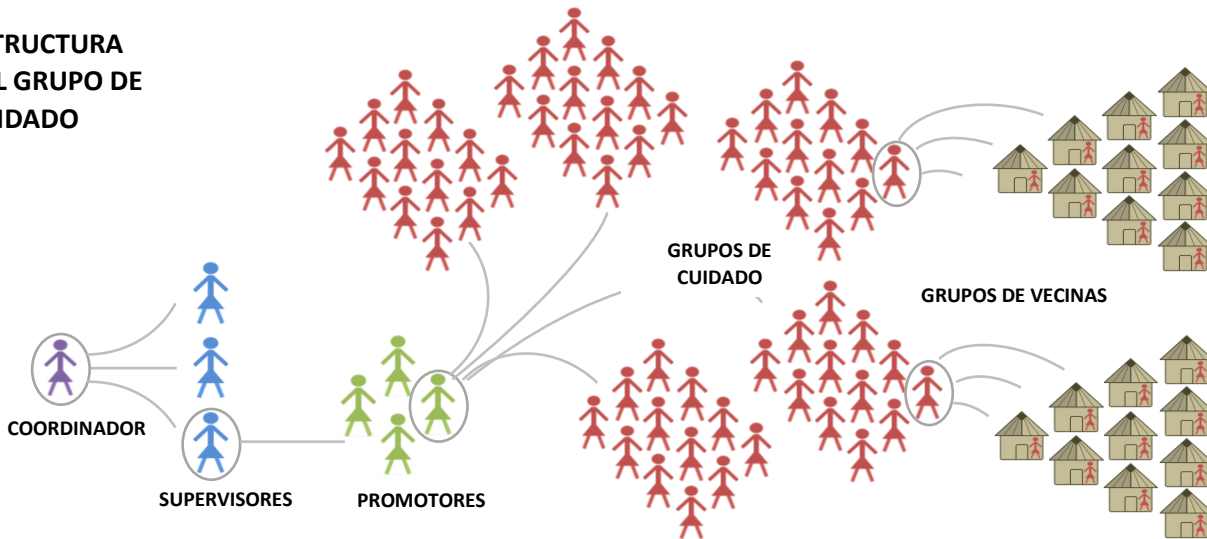 TRUCTURA
L GRUPO DE
IDADO
GRUPOS DE
CUIDADO
GRUPOS DE VECINAS
COORDINADOR
SUPERVISORES
PROMOTORES